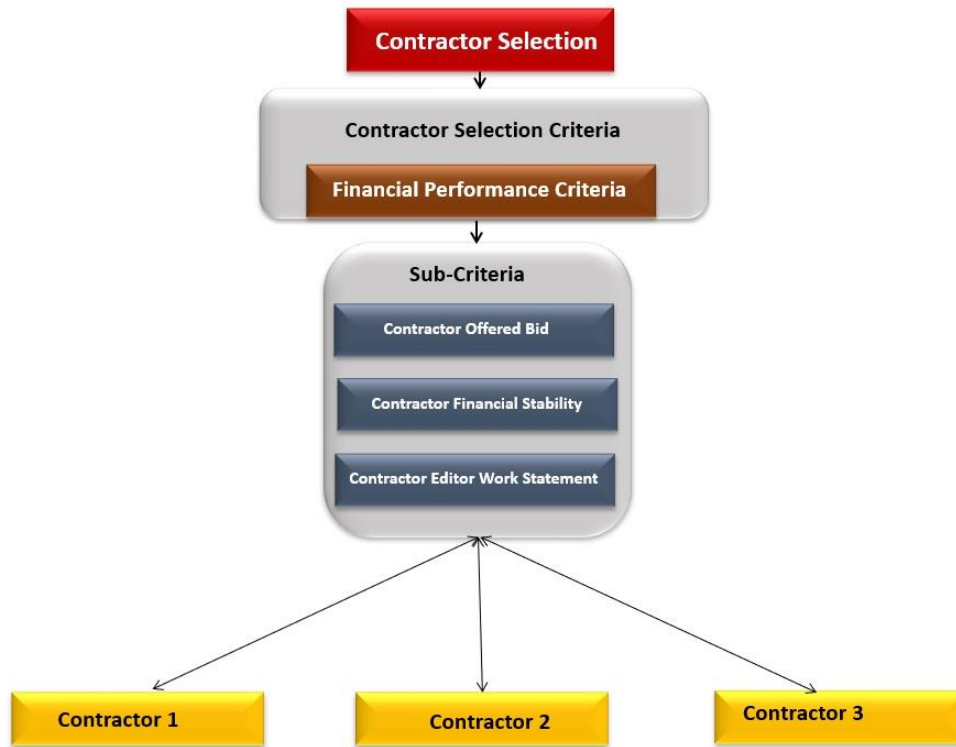 Contractor Selection
Contractor Selection Criteria
Financial Performance Criteria
Sub-Criteria
Contractor Offered Bid
Contractor Financial Stability
Contractor Editor Work Statement
Contractor 1
Contractor 2
Contractor 3